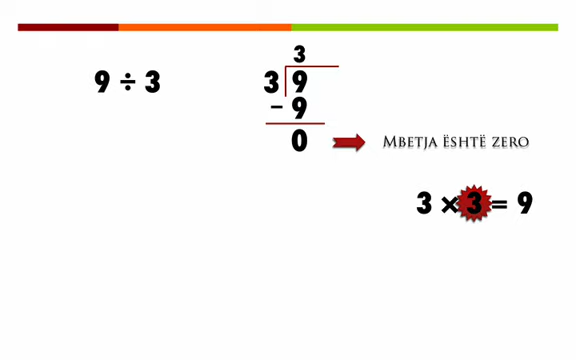 3
9 ÷ 3 3 9
− 9
0 MBETJA ËSHTË ZERO
3 × 3 = 9